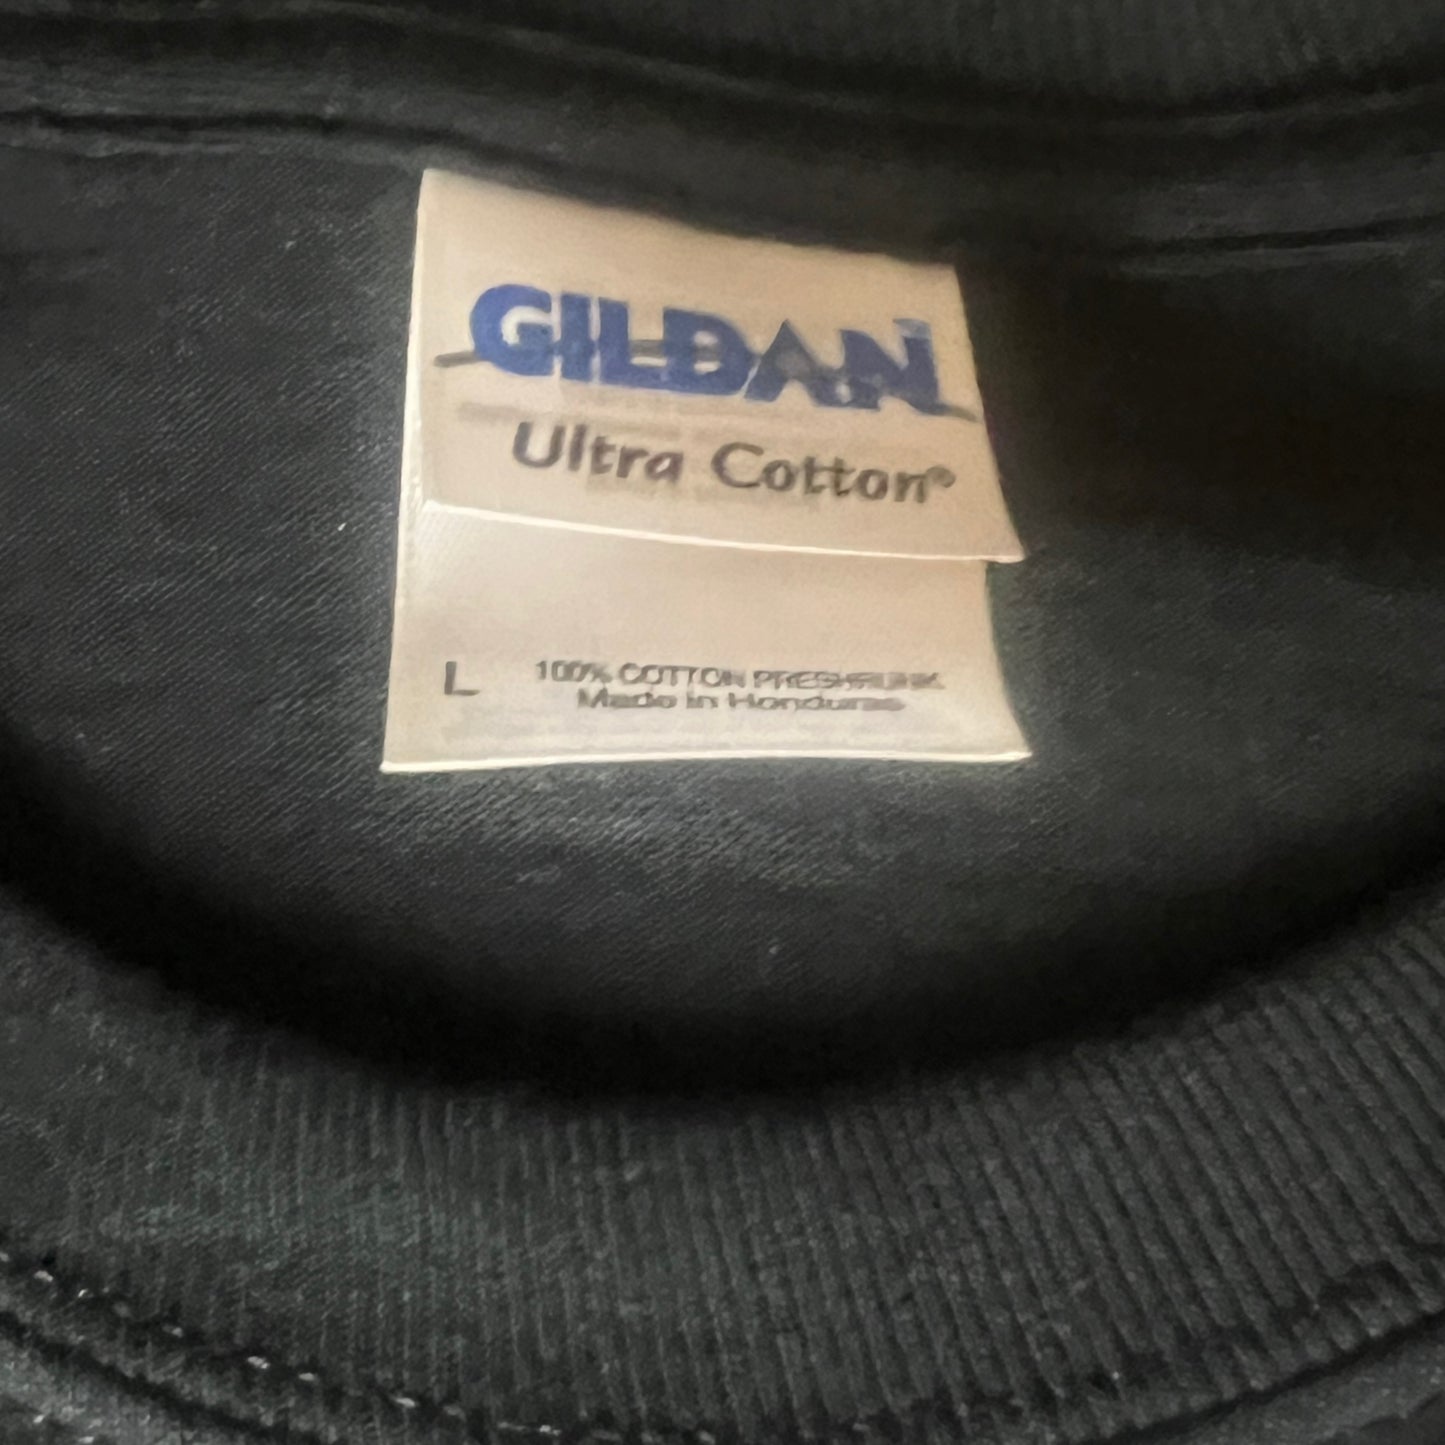 GILDAN
Ultra Cotton®
L 100% COTTON PRESHRUNK
Made in Honduras